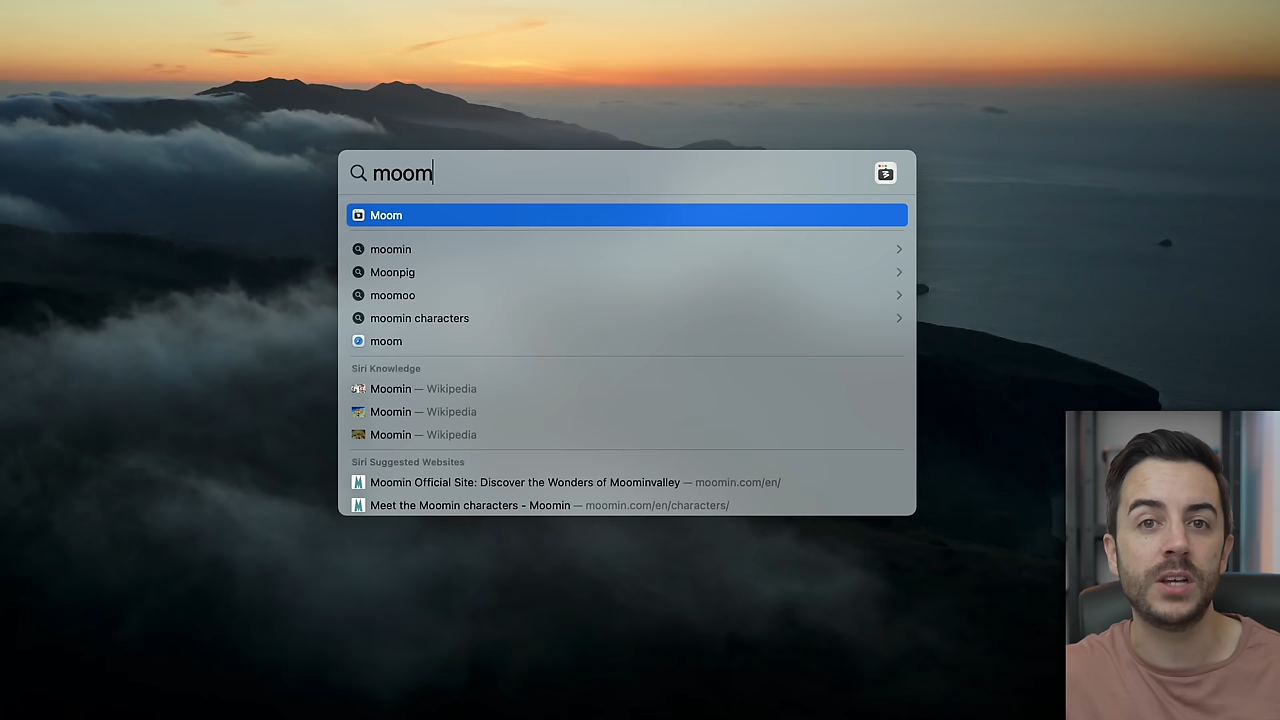 moom
Moom
moomin
Moonpig
moomoo
moomin characters
moom
Siri Knowledge
Moomin — Wikipedia
Moomin — Wikipedia
Moomin — Wikipedia
Siri Suggested Websites
Moomin Official Site: Discover the Wonders of Moominvalley — moomin.com/en/
Meet the Moomin characters - Moomin — moomin.com/en/characters/